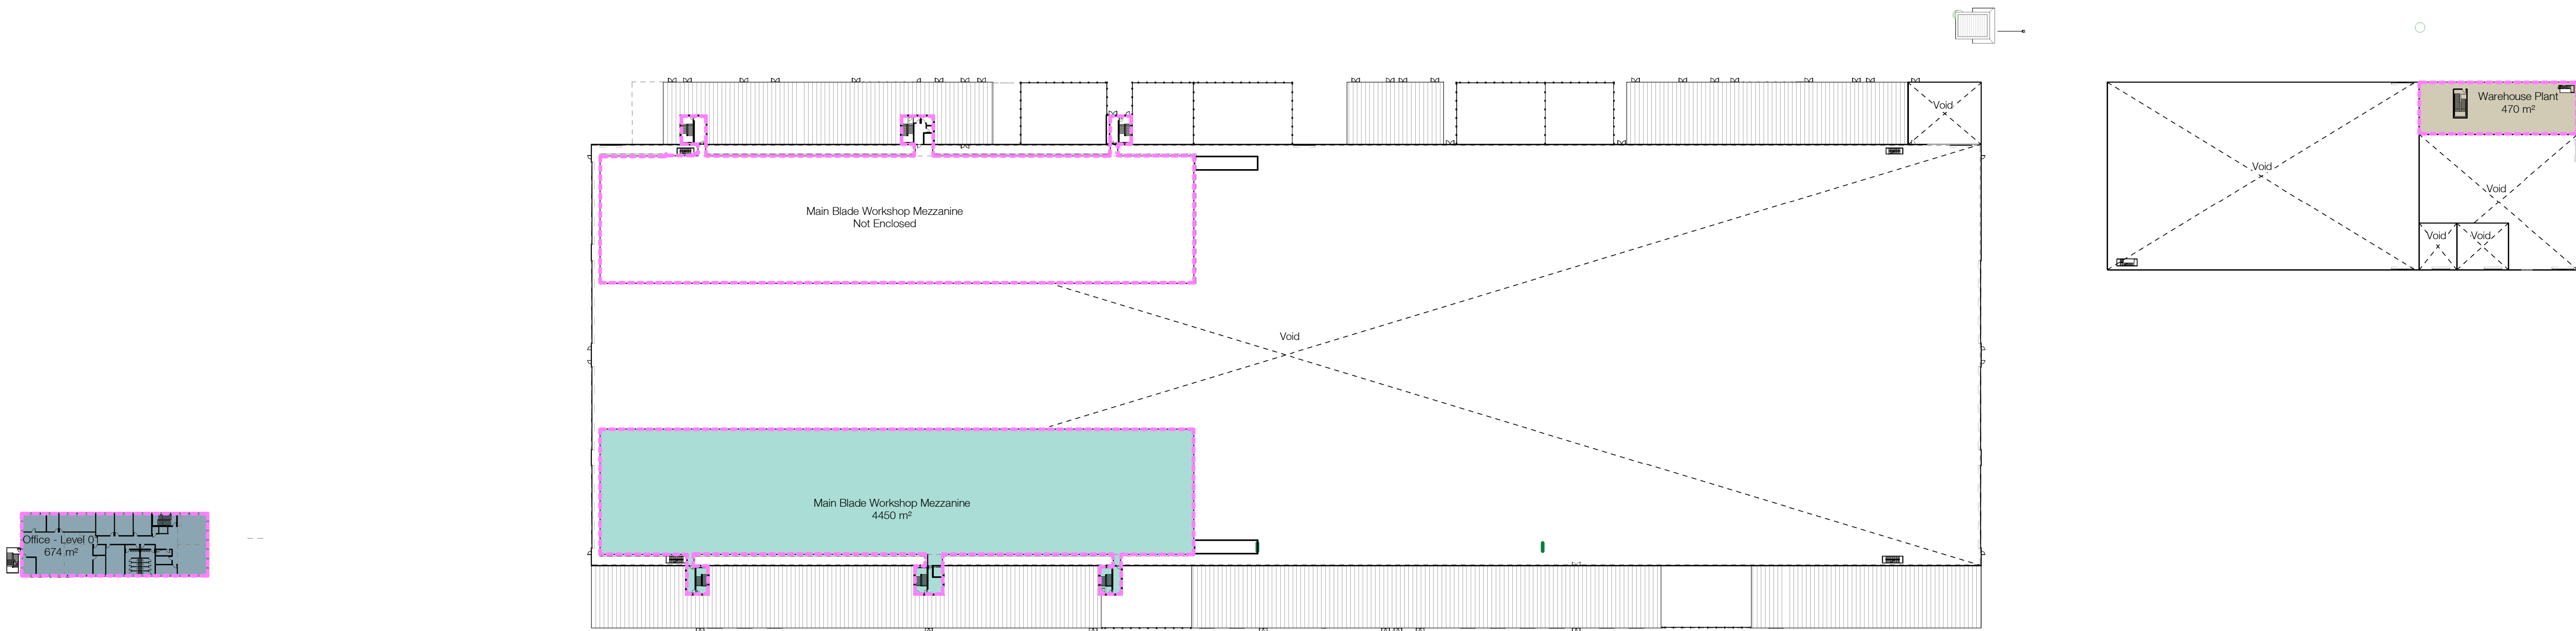 Void
Warehouse Plant
470 m²
Void
Void
Main Blade Workshop Mezzanine
Not Enclosed
Void
Void
Void
Main Blade Workshop Mezzanine
4450 m²
Office - Level 01
674 m²